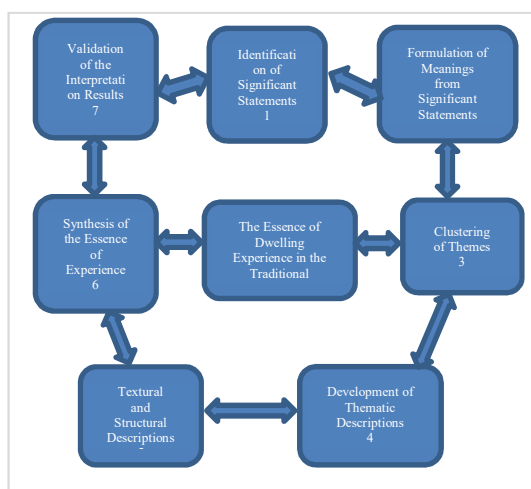 Validation
of the
Interpretati
on Results
7
Identificati
on of
Significant
Statements
1
Formulation of
Meanings
from
Significant
Statements
Synthesis of
the Essence
of
Experience
6
The Essence of
Dwelling
Experience in the
Traditional
Clustering
of Themes
3
Textural
and
Structural
Descriptions
Development of
Thematic
Descriptions
4